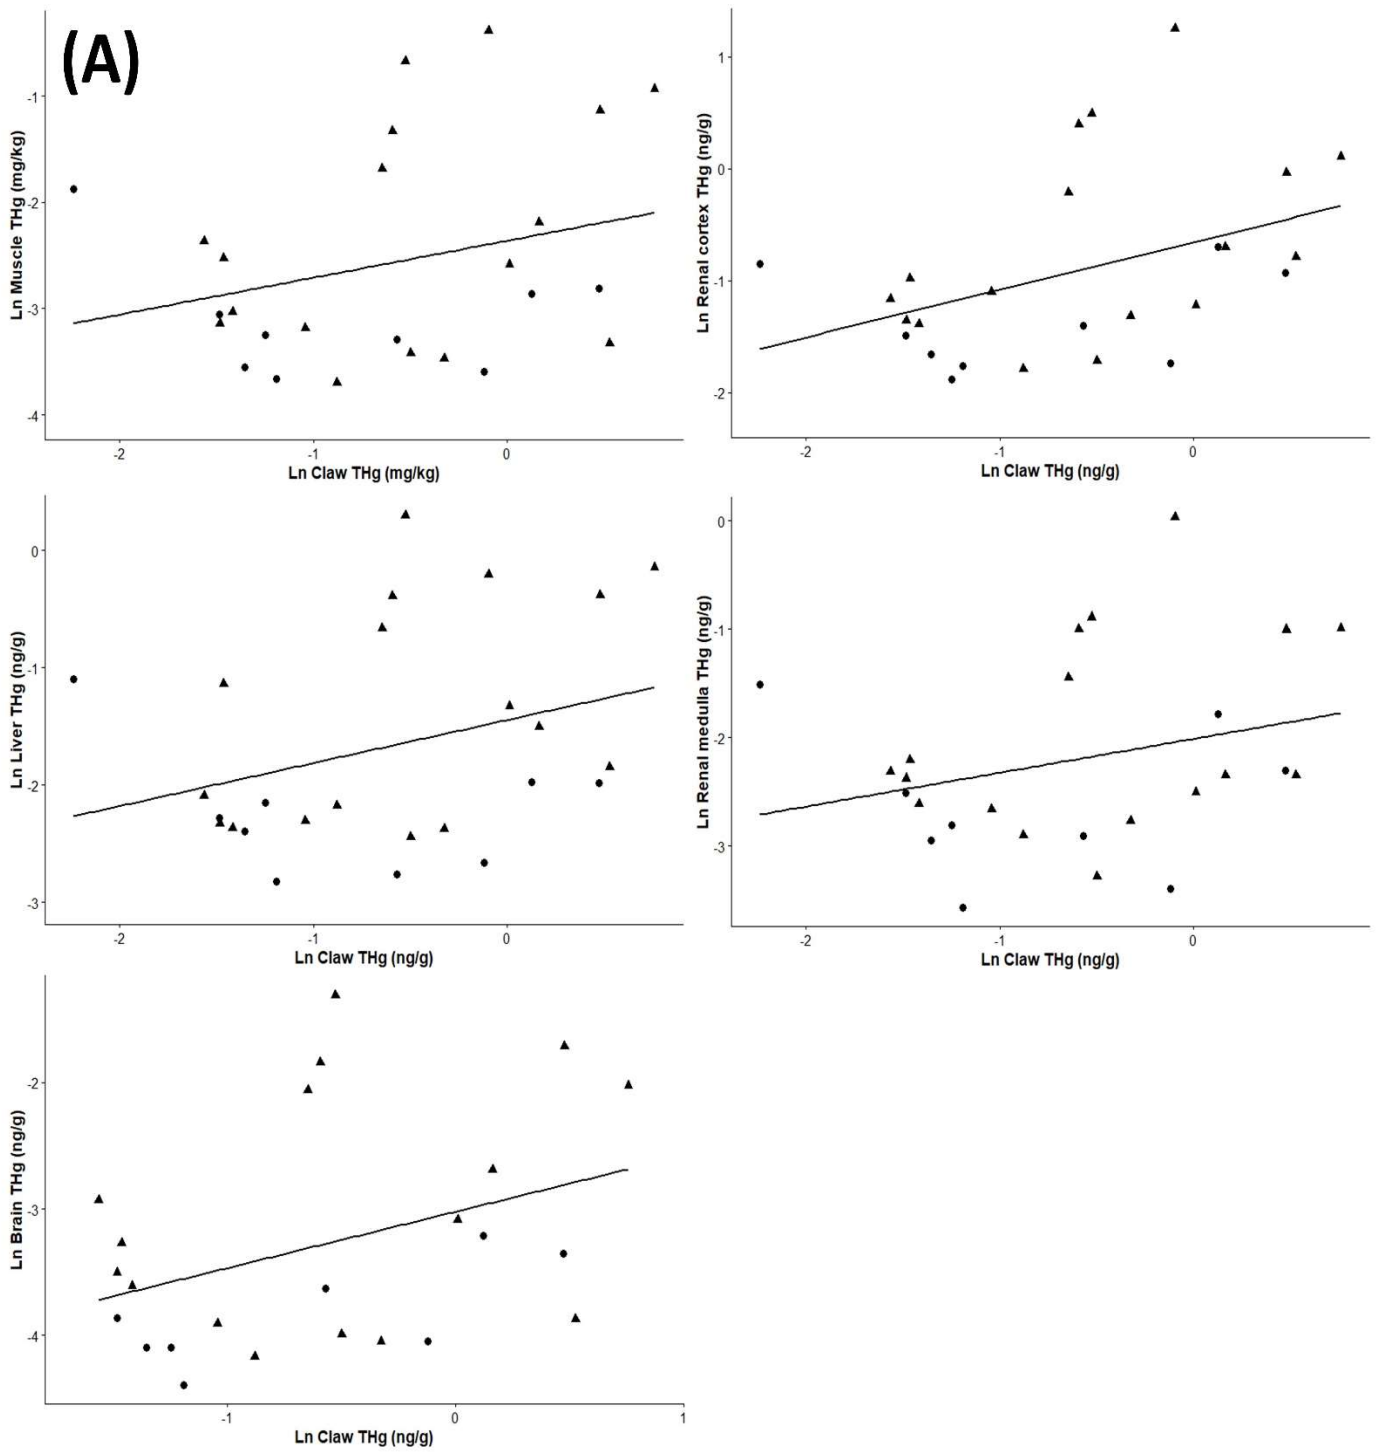 (A)
Ln Muscle THg (mg/kg)
-1
-2
-3
-4
-2 -1 0
Ln Claw THg (mg/kg)
Ln Renal cortex THg (ng/g)
1
0
-1
-2
-2 -1 0
Ln Claw THg (ng/g)
Ln Liver THg (ng/g)
0
-1
-2
-3
-2 -1 0
Ln Claw THg (ng/g)
Ln Renal medulla THg (ng/g)
0
-1
-2
-3
-2 -1 0
Ln Claw THg (ng/g)
Ln Brain THg (ng/g)
-2
-3
-4
-1 0 1
Ln Claw THg (ng/g)